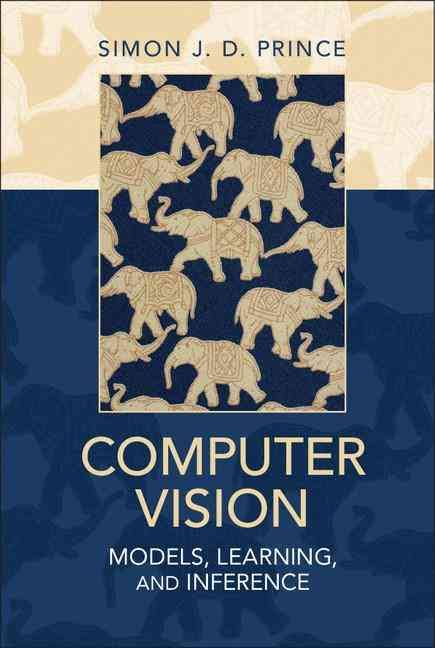 SIMON J. D. PRINCE
COMPUTER
VISION
MODELS, LEARNING,
AND INFERENCE